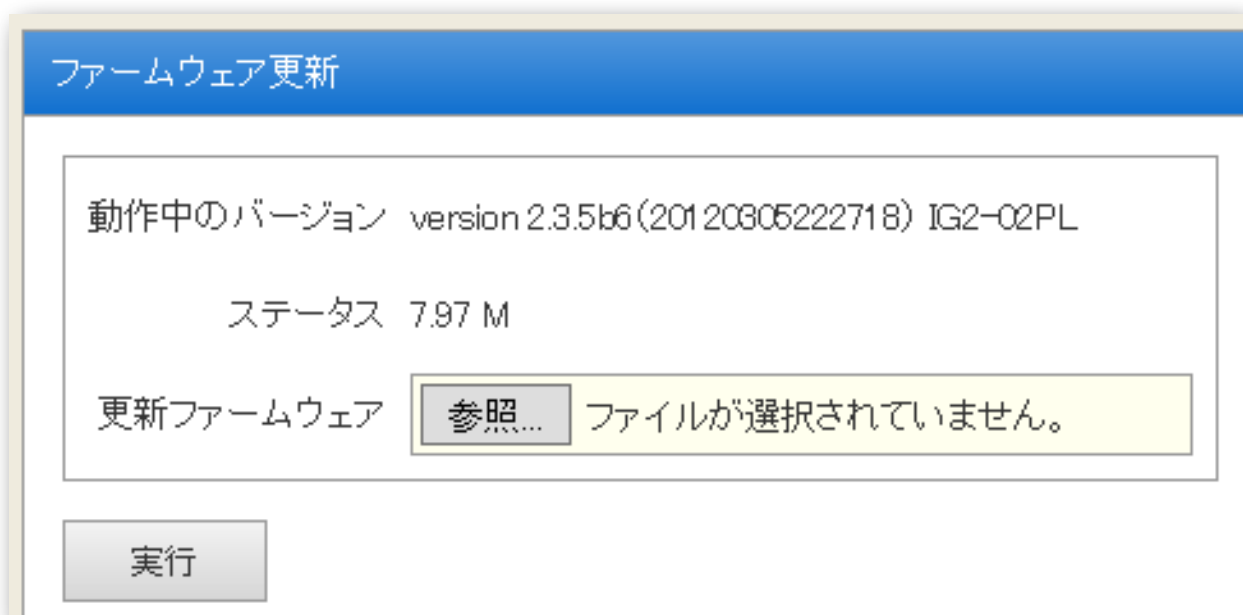 ファームウェア更新
動作中のバージョン version 2.3.5b6(20120305222718) IG2-02PL
ステータス 7.97 M
更新ファームウェア 参照... ファイルが選択されていません。
実行